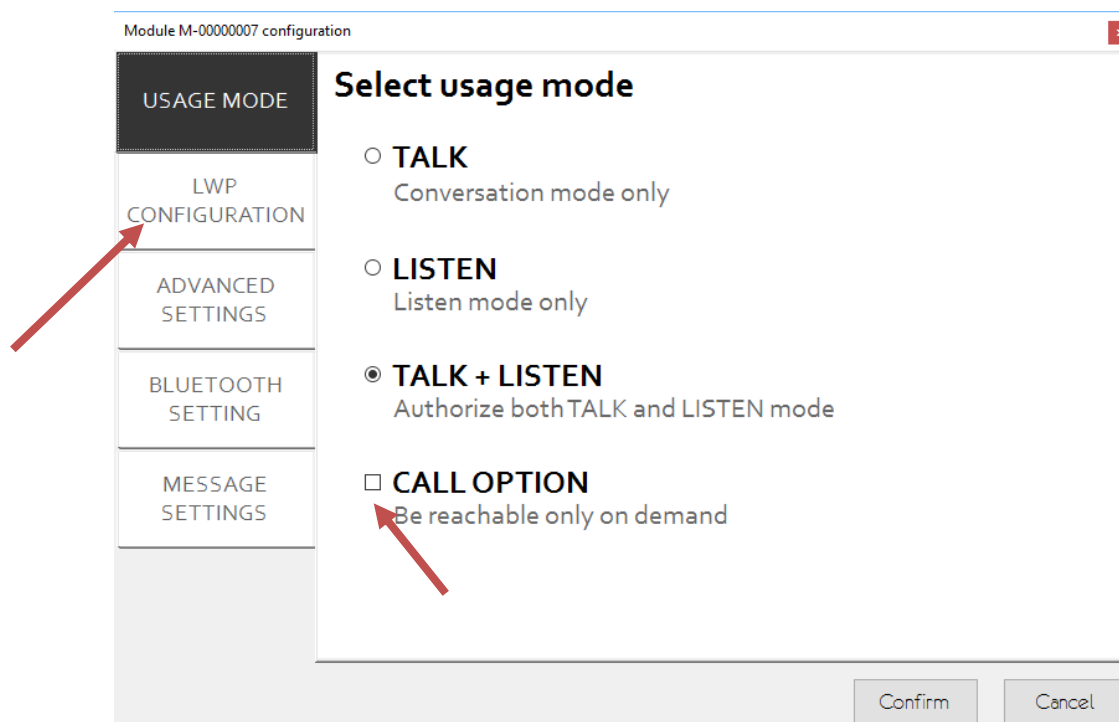 Module M-00000007 configuration
USAGE MODE
LWP
CONFIGURATION
ADVANCED
SETTINGS
BLUETOOTH
SETTING
MESSAGE
SETTINGS
Select usage mode
TALK
Conversation mode only
LISTEN
Listen mode only
TALK + LISTEN
Authorize both TALK and LISTEN mode
CALL OPTION
Be reachable only on demand
Confirm
Cancel